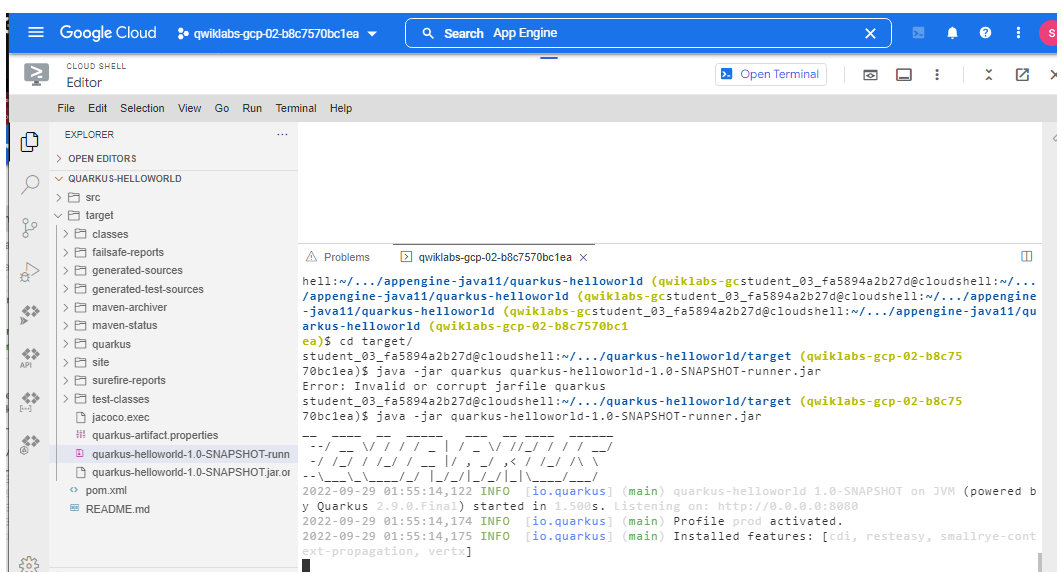 Google Cloud
qwiklabs-gcp-02-b8c7570bc1ea
Search App Engine
S
CLOUD SHELL
Editor
Open Terminal
File Edit Selection View Go Run Terminal Help
EXPLORER
OPEN EDITORS
QUARKUS-HELLOWORLD
src
target
classes
failsafe-reports
generated-sources
generated-test-sources
maven-archiver
maven-status
quarkus
site
surefire-reports
test-classes
jacoco.exec
quarkus-artifact.properties
quarkus-helloworld-1.0-SNAPSHOT-runn
quarkus-helloworld-1.0-SNAPSHOT.jar.or
pom.xml
README.md
API
Problems
qwiklabs-gcp-02-b8c7570bc1ea
hell:~/.../appengine-java11/quarkus-helloworld (qwiklabs-gcstudent_03_fa5894a2b27d@cloudshell:~/...
/appengine-java11/quarkus-helloworld (qwiklabs-gcstudent_03_fa5894a2b27d@cloudshell:~/.../appengine
-java11/quarkus-helloworld (qwiklabs-gcstudent_03_fa5894a2b27d@cloudshell:~/.../appengine-java11/qu
arkus-helloworld (qwiklabs-gcp-02-b8c7570bc1
ea)$ cd target/
student_03_fa5894a2b27d@cloudshell:~/.../quarkus-helloworld/target (qwiklabs-gcp-02-b8c75
70bc1ea)$ java -jar quarkus quarkus-helloworld-1.0-SNAPSHOT-runner.jar
Error: Invalid or corrupt jarfile quarkus
student_03_fa5894a2b27d@cloudshell:~/.../quarkus-helloworld/target (qwiklabs-gcp-02-b8c75
70bc1ea)$ java -jar quarkus-helloworld-1.0-SNAPSHOT-runner.jar
__  ____  __  _____   ___  __ ____  ______
 --/ __ \/ / / / _ | / _ \/ //_/ / / / __/
 -/ /_/ / /_/ / __ |/ , _/ ,< / /_/ /\ \
--\___\_\____/_/ |_/_/|_/_/|_|\____/___/
2022-09-29 01:55:14,122 INFO [io.quarkus] (main) quarkus-helloworld 1.0-SNAPSHOT on JVM (powered b
y Quarkus 2.9.0.Final) started in 1.500s. Listening on: http://0.0.0.0:8080
2022-09-29 01:55:14,174 INFO [io.quarkus] (main) Profile prod activated.
2022-09-29 01:55:14,175 INFO [io.quarkus] (main) Installed features: [cdi, resteasy, smallrye-cont
ext-propagation, vertx]